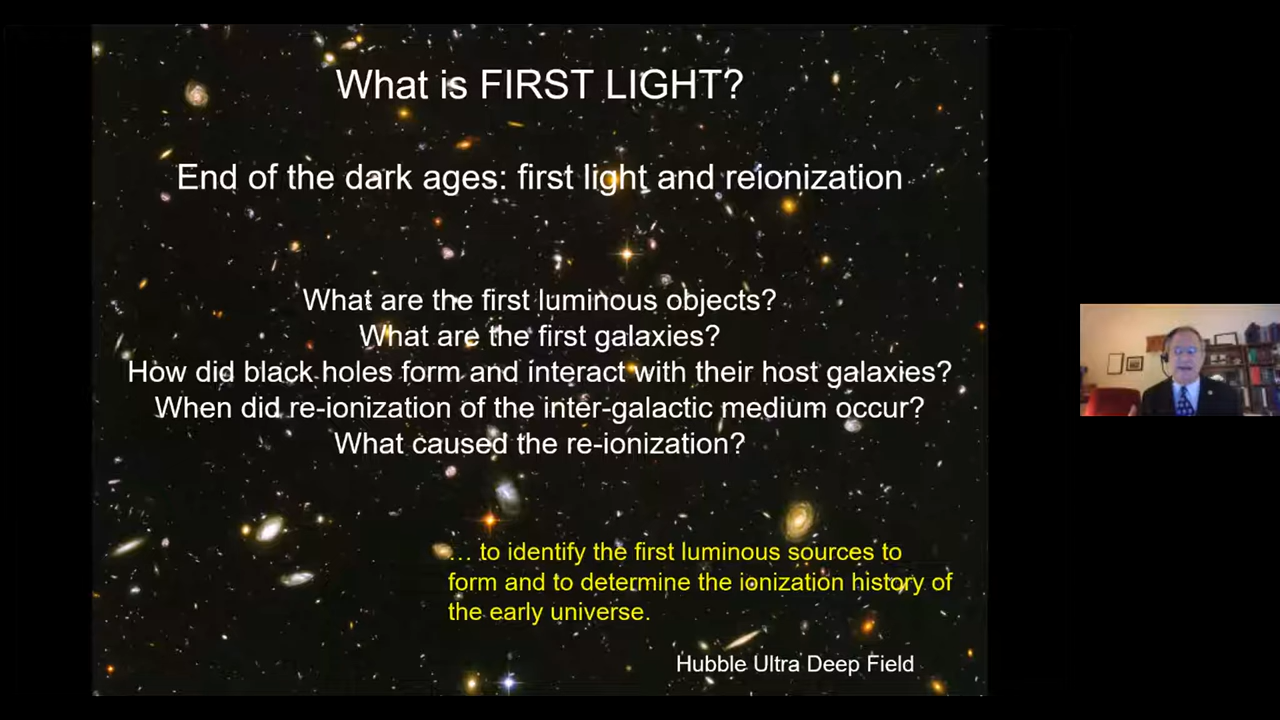 What is FIRST LIGHT?
End of the dark ages: first light and reionization
What are the first luminous objects?
What are the first galaxies?
How did black holes form and interact with their host galaxies?
When did re-ionization of the inter-galactic medium occur?
What caused the re-ionization?
… to identify the first luminous sources to
form and to determine the ionization history of
the early universe.
Hubble Ultra Deep Field